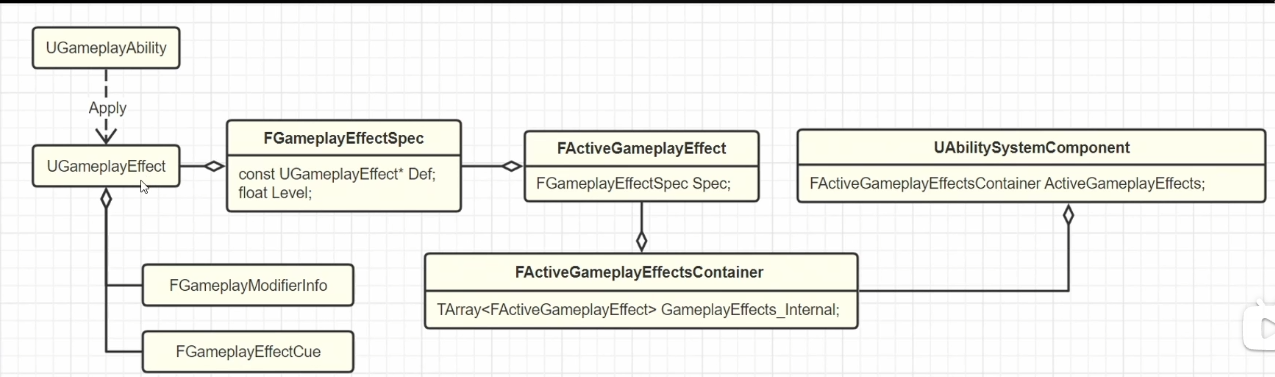 UGameplayAbility
Apply
UGameplayEffect
FGameplayEffectSpec
const UGameplayEffect* Def;
float Level;
FActiveGameplayEffect
FGameplayEffectSpec Spec;
UAbilitySystemComponent
FActiveGameplayEffectsContainer ActiveGameplayEffects;
FActiveGameplayEffectsContainer
TArray<FActiveGameplayEffect> GameplayEffects_Internal;
FGameplayModifierInfo
FGameplayEffectCue